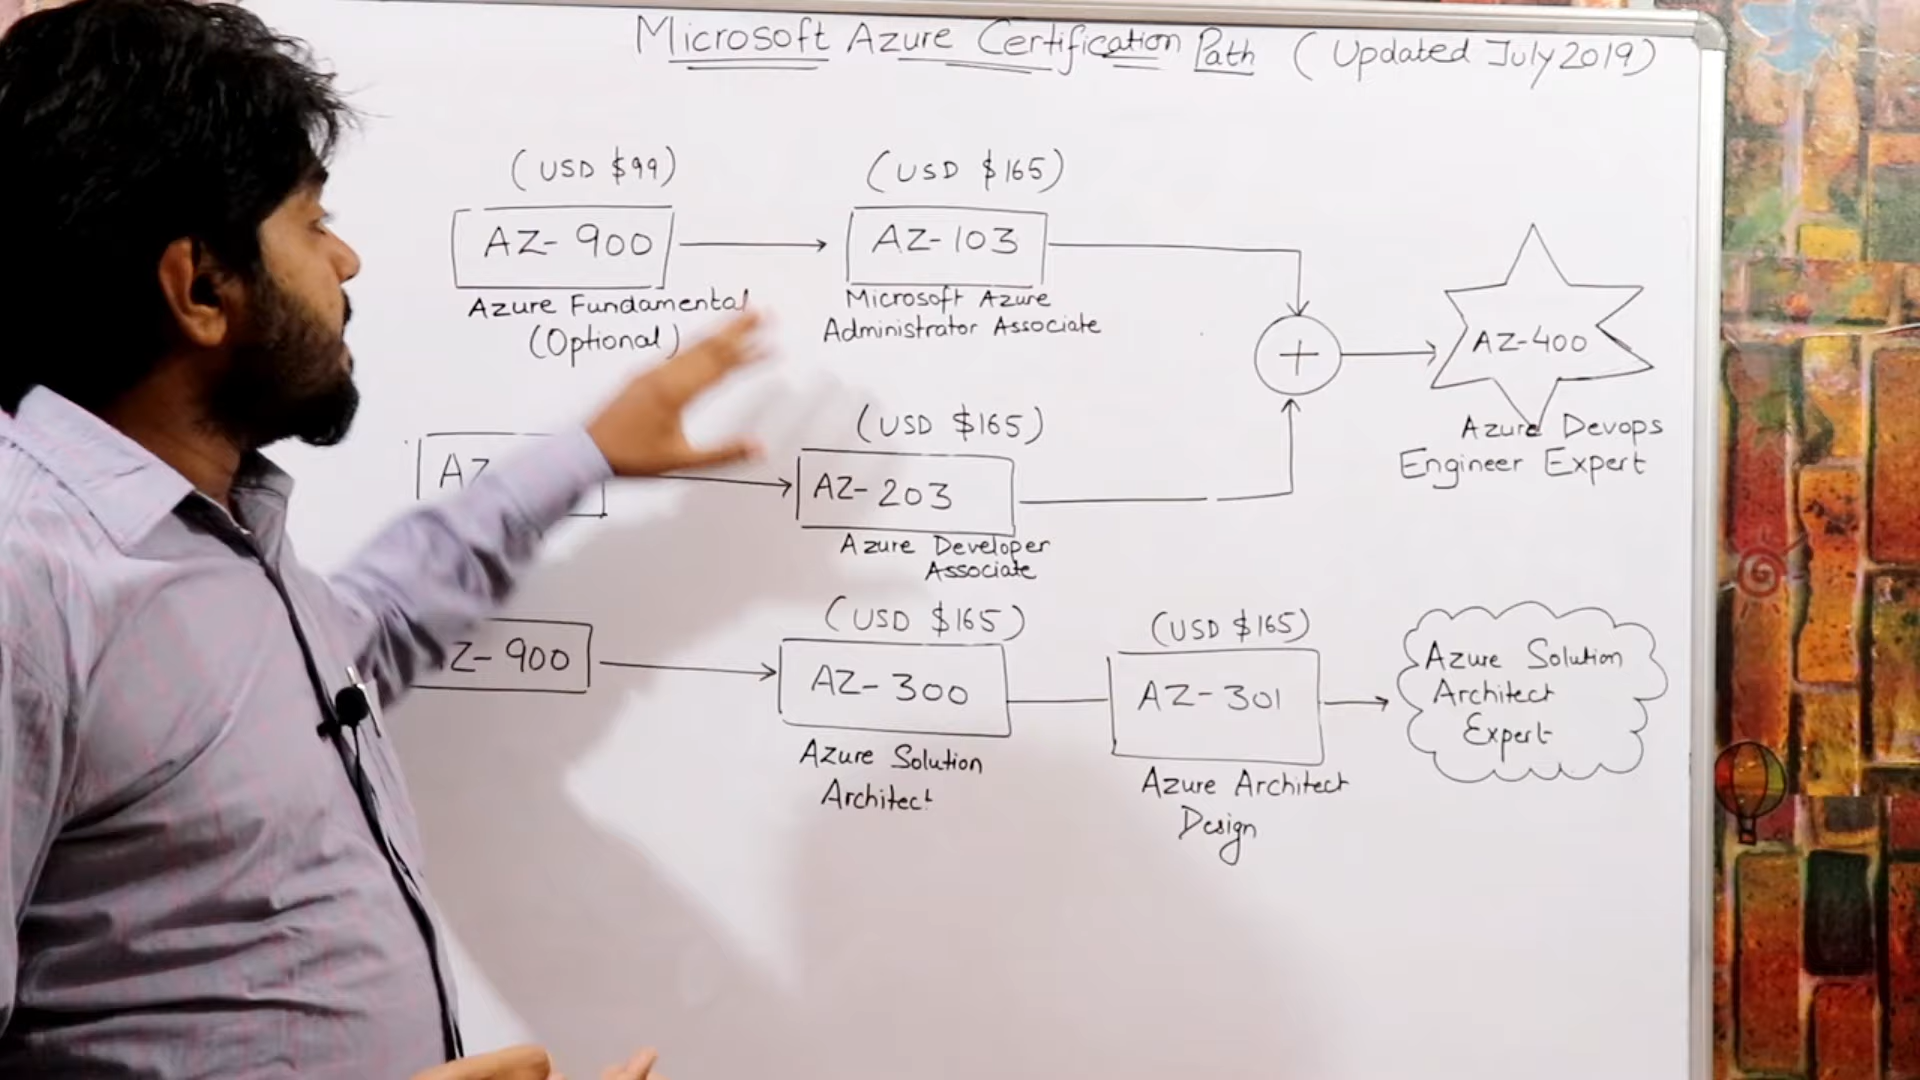 Microsoft Azure Certification Path (Updated July 2019)
(USD $99)
(USD $165)
AZ-900
AZ-103
Azure Fundamental
(Optional)
Microsoft Azure
Administrator Associate
AZ-400
Azure Devops
Engineer Expert
(USD $165)
AZ
AZ-203
Azure Developer
Associate
(USD $165)
(USD $165)
Z-900
AZ-300
AZ-301
Azure Solution
Architect
Expert
Azure Solution
Architect
Azure Architect
Design